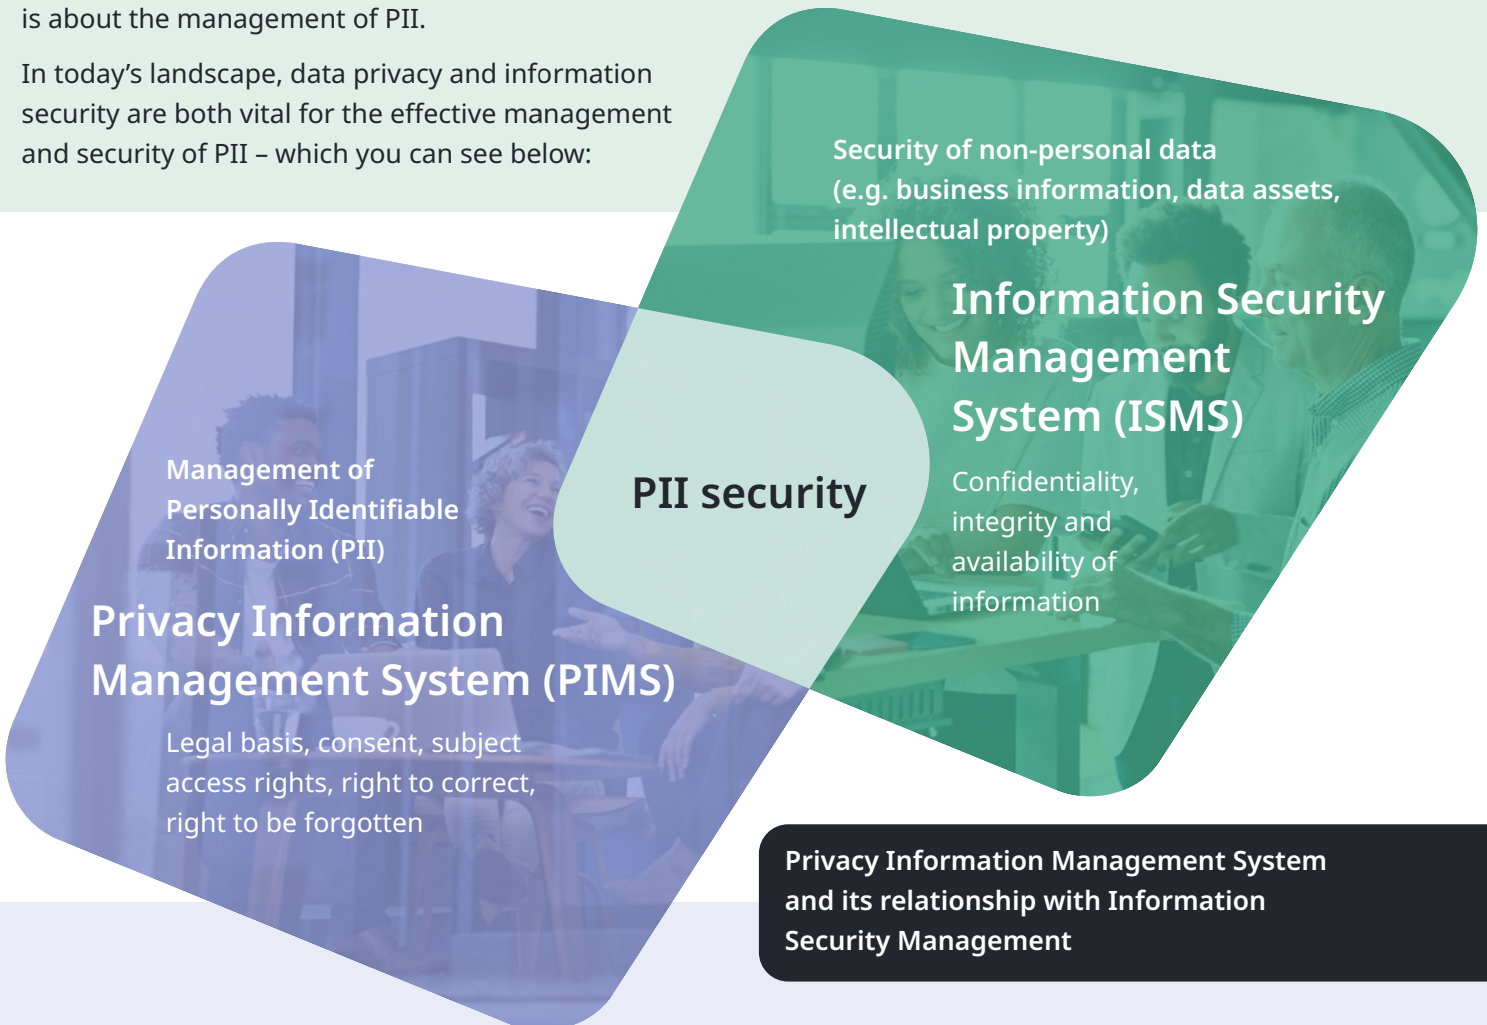 is about the management of PII.
In today’s landscape, data privacy and information
security are both vital for the effective management
and security of PII – which you can see below:
Security of non-personal data
(e.g. business information, data assets,
intellectual property)
Information Security
Management
System (ISMS)
Confidentiality,
integrity and
availability of
information
PII security
Management of
Personally Identifiable
Information (PII)
Privacy Information
Management System (PIMS)
Legal basis, consent, subject
access rights, right to correct,
right to be forgotten
Privacy Information Management System
and its relationship with Information
Security Management